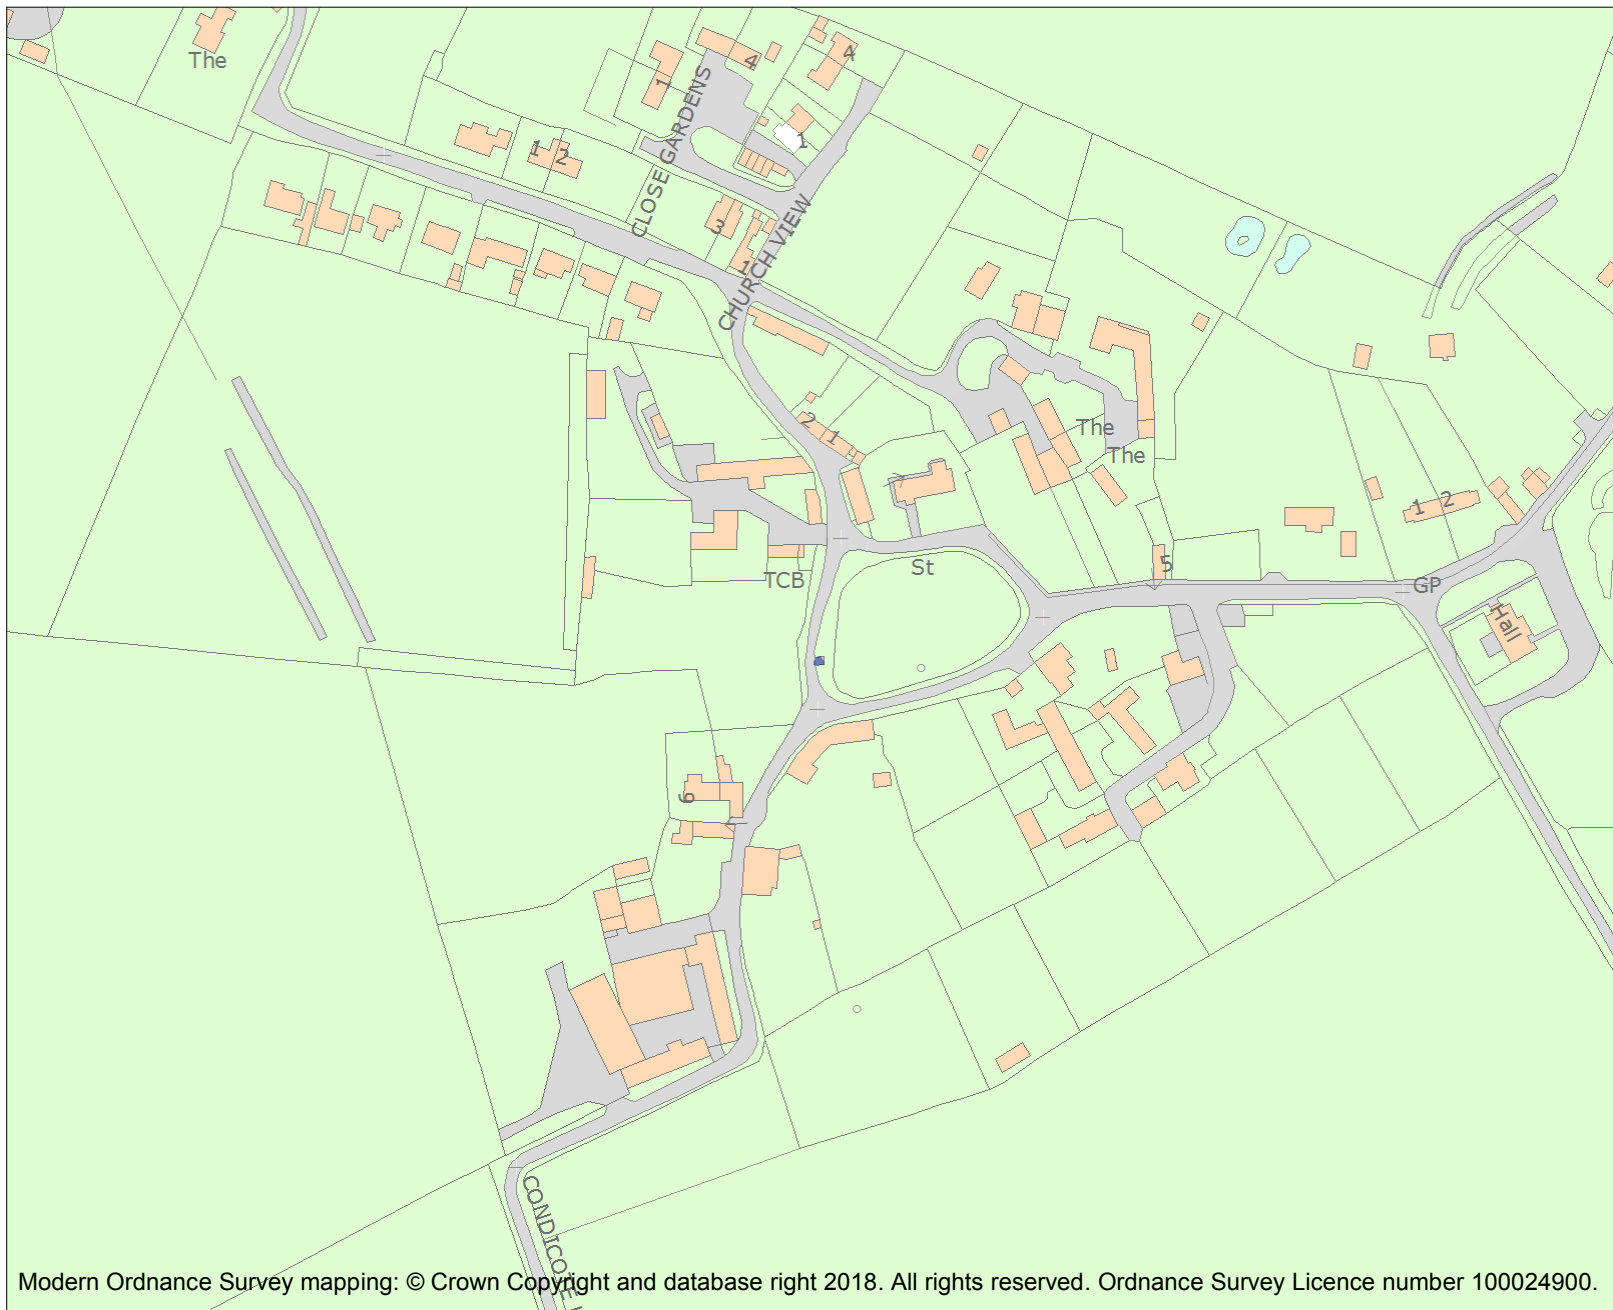 The
4
4
1
CLOSE GARDENS
1
1 2
3
1
CHURCH VIEW
2 1
The
The
1 2
St
5
TCB
GP
Hall
6
CONDICOTE
Modern Ordnance Survey mapping: © Crown Copyright and database right 2018. All rights reserved. Ordnance Survey Licence number 100024900.